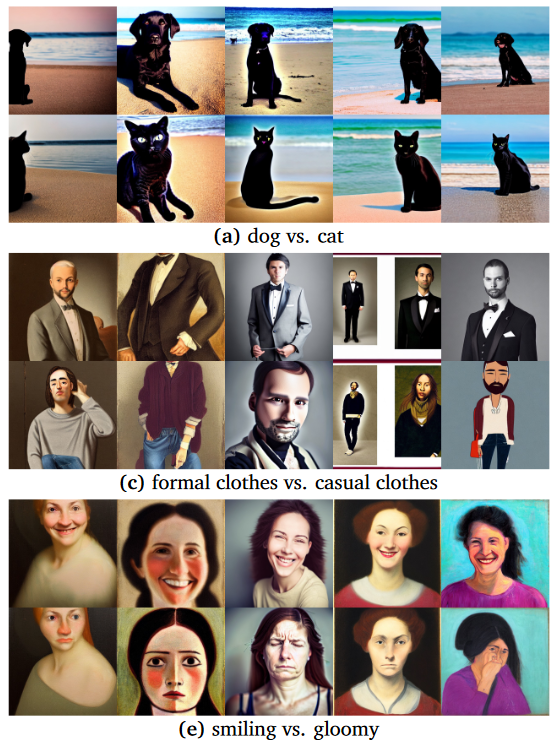 (a) dog vs. cat
(c) formal clothes vs. casual clothes
(e) smiling vs. gloomy